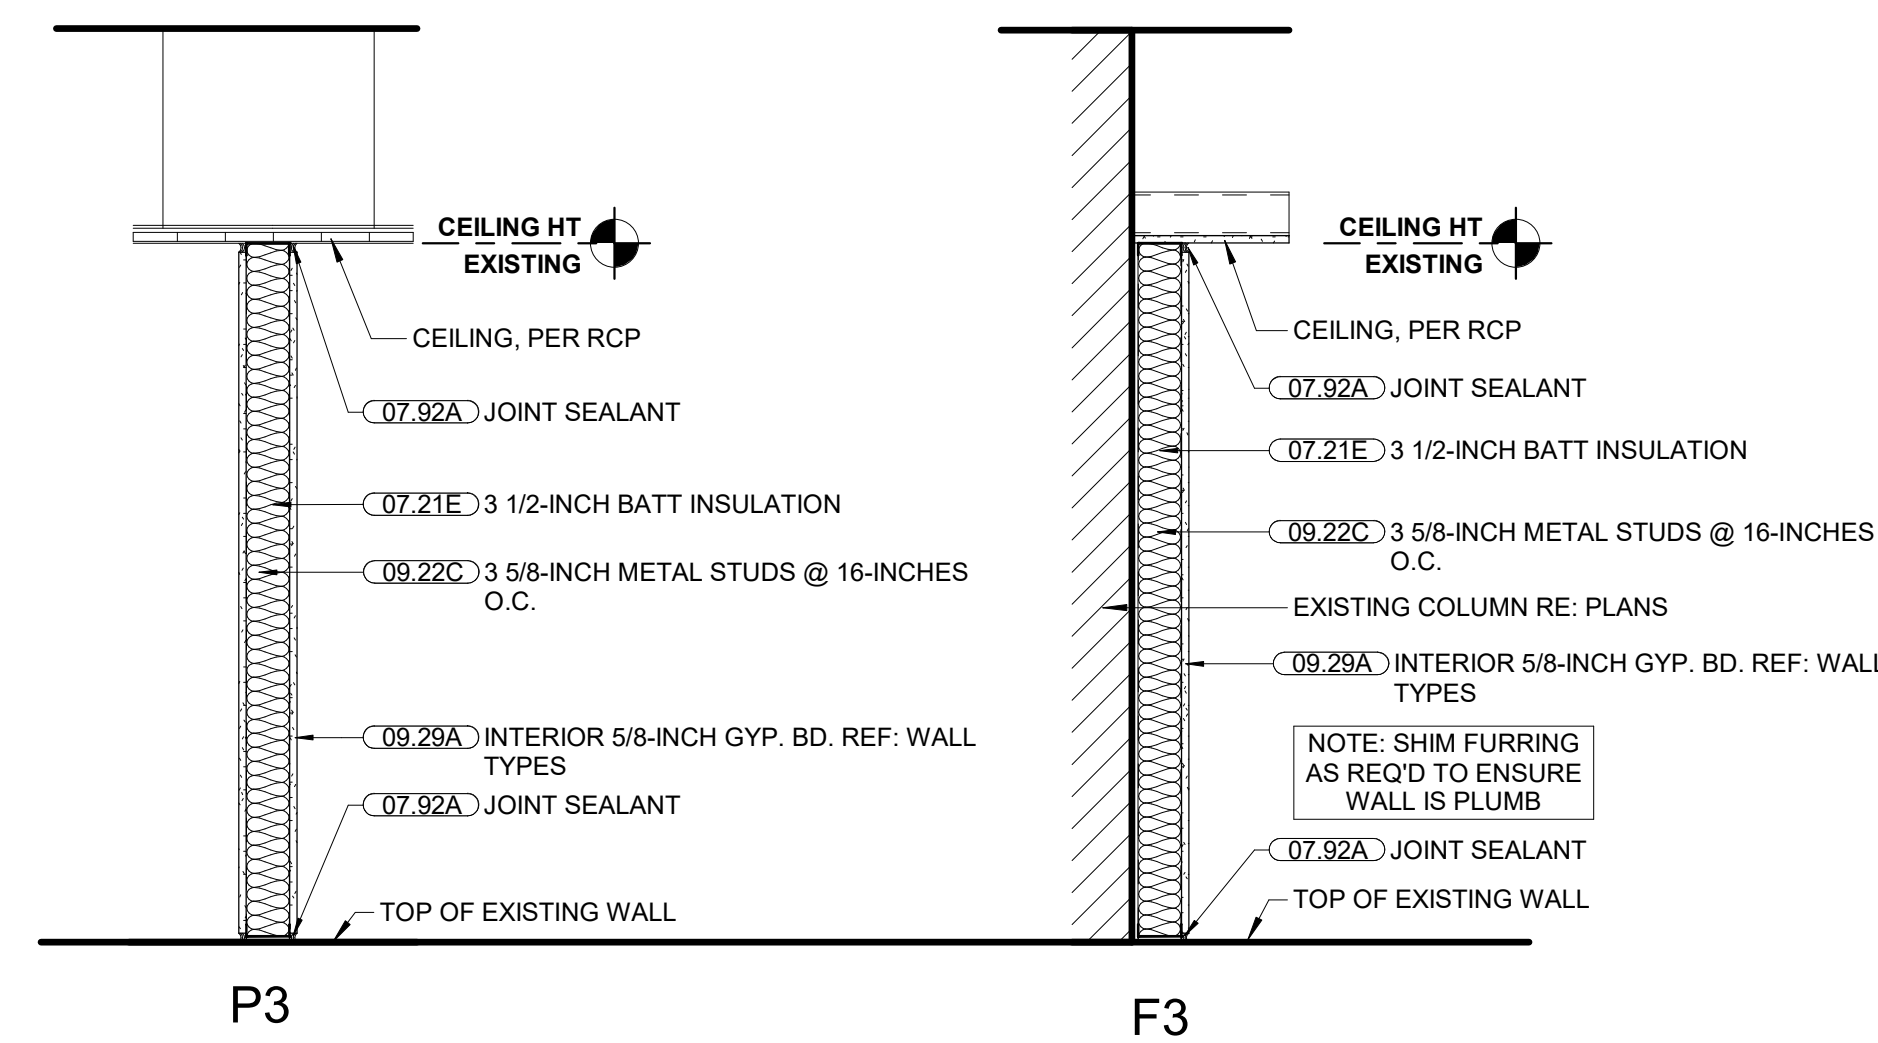 CEILING HT
EXISTING
CEILING, PER RCP
07.92A JOINT SEALANT
07.21E 3 1/2-INCH BATT INSULATION
09.22C 3 5/8-INCH METAL STUDS @ 16-INCHES
O.C.
09.29A INTERIOR 5/8-INCH GYP. BD. REF: WALL
TYPES
07.92A JOINT SEALANT
TOP OF EXISTING WALL
P3
CEILING HT
EXISTING
CEILING, PER RCP
07.92A JOINT SEALANT
07.21E 3 1/2-INCH BATT INSULATION
09.22C 3 5/8-INCH METAL STUDS @ 16-INCHES
O.C.
EXISTING COLUMN RE: PLANS
09.29A INTERIOR 5/8-INCH GYP. BD. REF: WALL
TYPES
NOTE: SHIM FURRING
AS REQ'D TO ENSURE
WALL IS PLUMB
07.92A JOINT SEALANT
TOP OF EXISTING WALL
F3